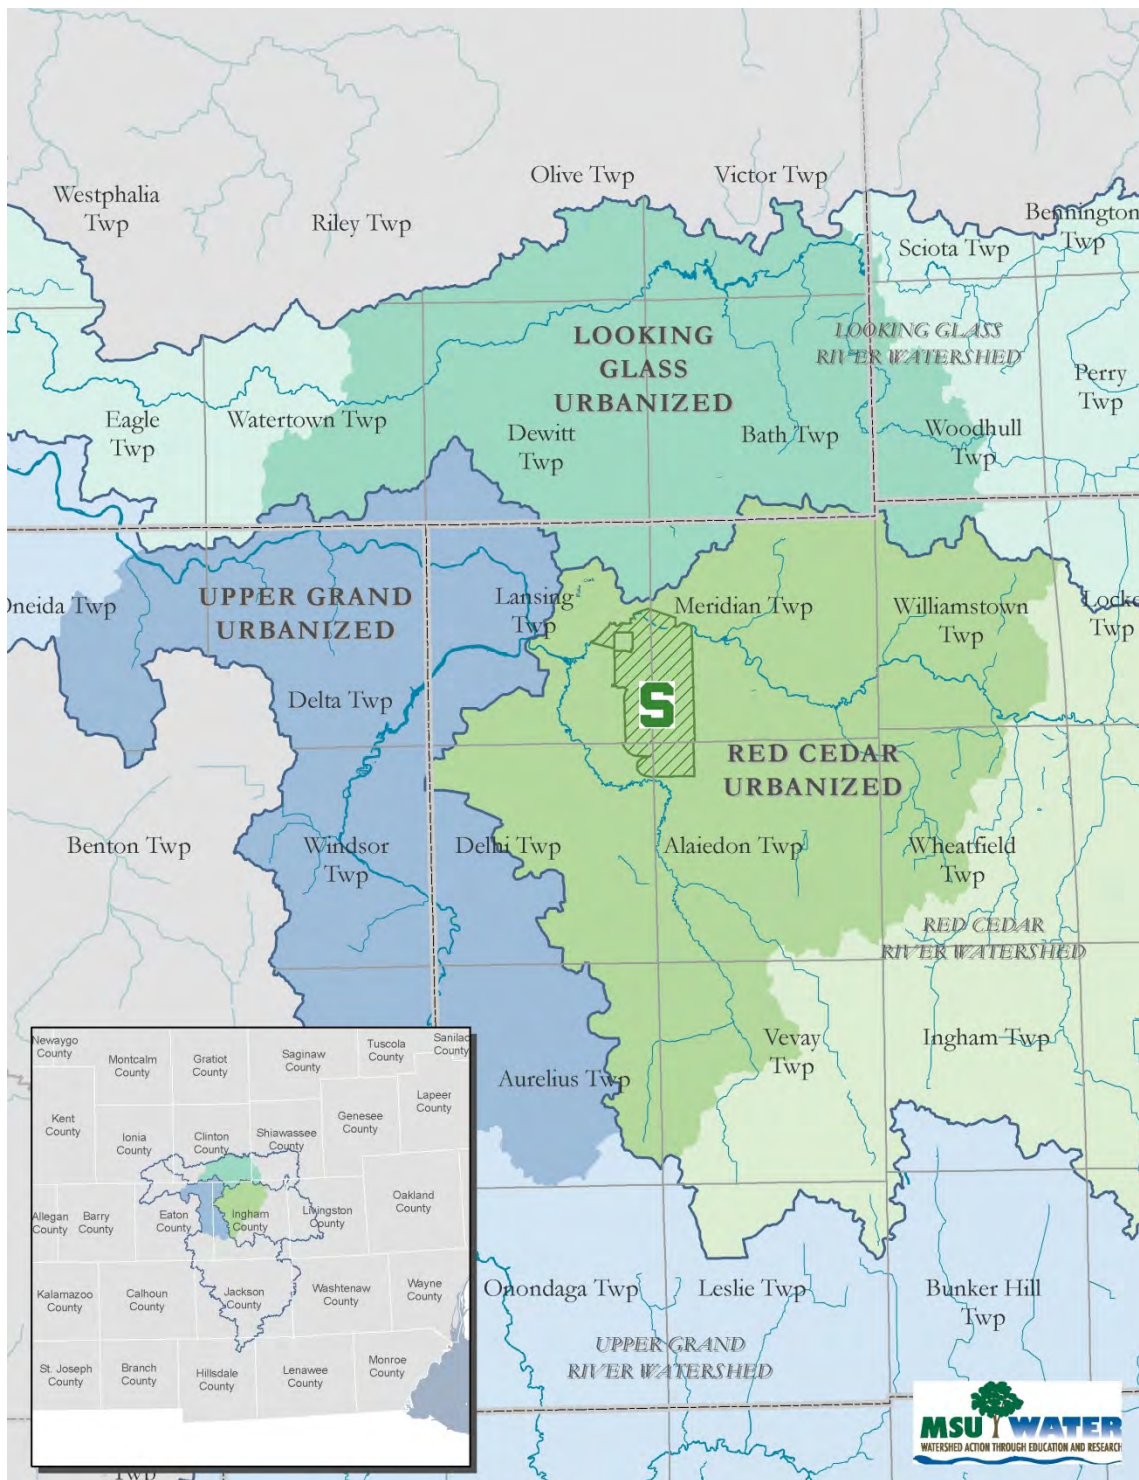 Olive Twp
Victor Twp
Westphalia
Twp
Riley Twp
Bennington
Twp
Sciota Twp
LOOKING
GLASS
URBANIZED
LOOKING GLASS
RIVER WATERSHED
Perry
Twp
Eagle
Twp
Watertown Twp
Dewitt
Twp
Bath Twp
Woodhull
Twp
Oneida Twp
UPPER GRAND
URBANIZED
Lansing
Twp
Meridian Twp
Williamstown
Twp
Locke
Twp
Delta Twp
S
RED CEDAR
URBANIZED
Benton Twp
Windsor
Twp
Delhi Twp
Alaiedon Twp
Wheatfield
Twp
RED CEDAR
RIVER WATERSHED
Vevay
Twp
Ingham Twp
Aurelius Twp
Onondaga Twp
Leslie Twp
Bunker Hill
Twp
UPPER GRAND
RIVER WATERSHED
Newaygo
County
Montcalm
County
Gratiot
County
Saginaw
County
Tuscola
County
Sanilac
County
Kent
County
Ionia
County
Clinton
County
Shiawassee
County
Genesee
County
Lapeer
County
Allegan
County
Barry
County
Eaton
County
Ingham
County
Livingston
County
Oakland
County
Kalamazoo
County
Calhoun
County
Jackson
County
Washtenaw
County
Wayne
County
St. Joseph
County
Branch
County
Hillsdale
County
Lenawee
County
Monroe
County
Twp
MSU WATER
WATERSHED ACTION THROUGH EDUCATION AND RESEARCH